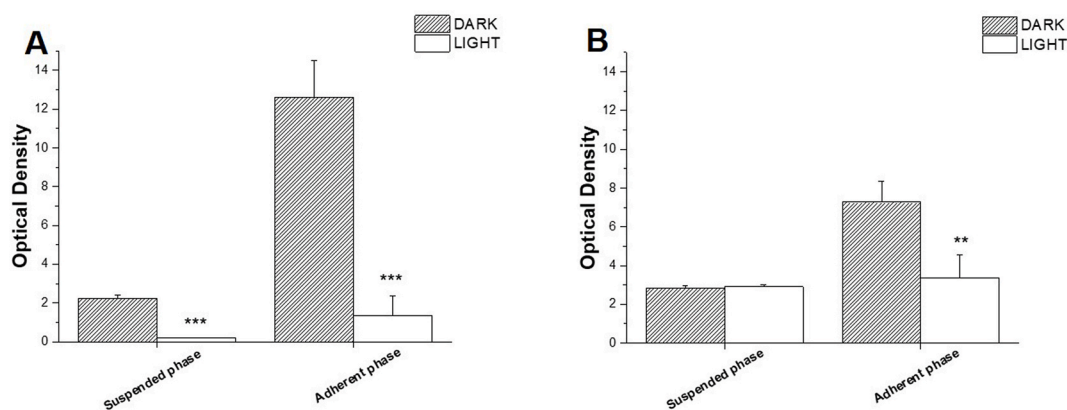 A
DARK
LIGHT
14
12
10
8
6
4
2
0
Optical Density
***
***
Suspended phase
Adherent phase
B
DARK
LIGHT
14
12
10
8
6
4
2
0
Optical Density
**
Suspended phase
Adherent phase